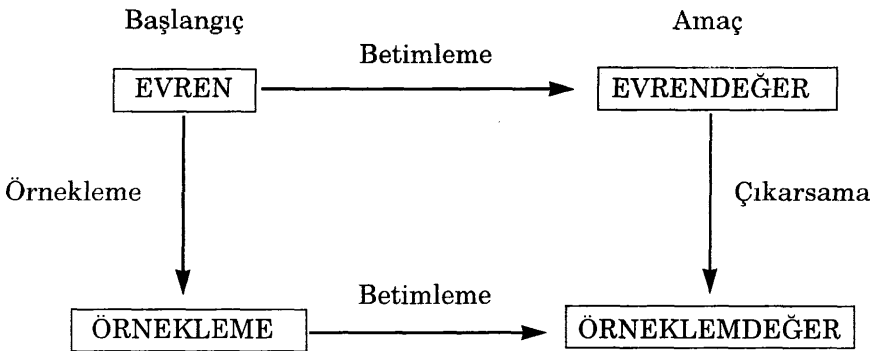 Başlangıç
Amaç
Betimleme
EVREN
EVRENDEĞER
Örnekleme
Çıkarsama
Betimleme
ÖRNEKLEME
ÖRNEKLEMDEĞER